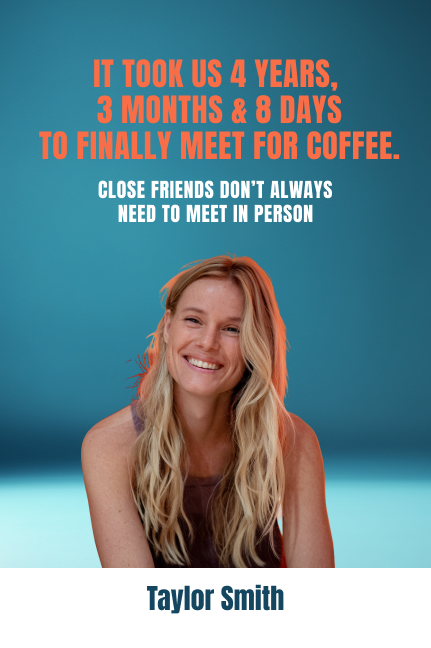 IT TOOK US 4 YEARS,
3 MONTHS & 8 DAYS
TO FINALLY MEET FOR COFFEE.
CLOSE FRIENDS DON’T ALWAYS
NEED TO MEET IN PERSON
Taylor Smith